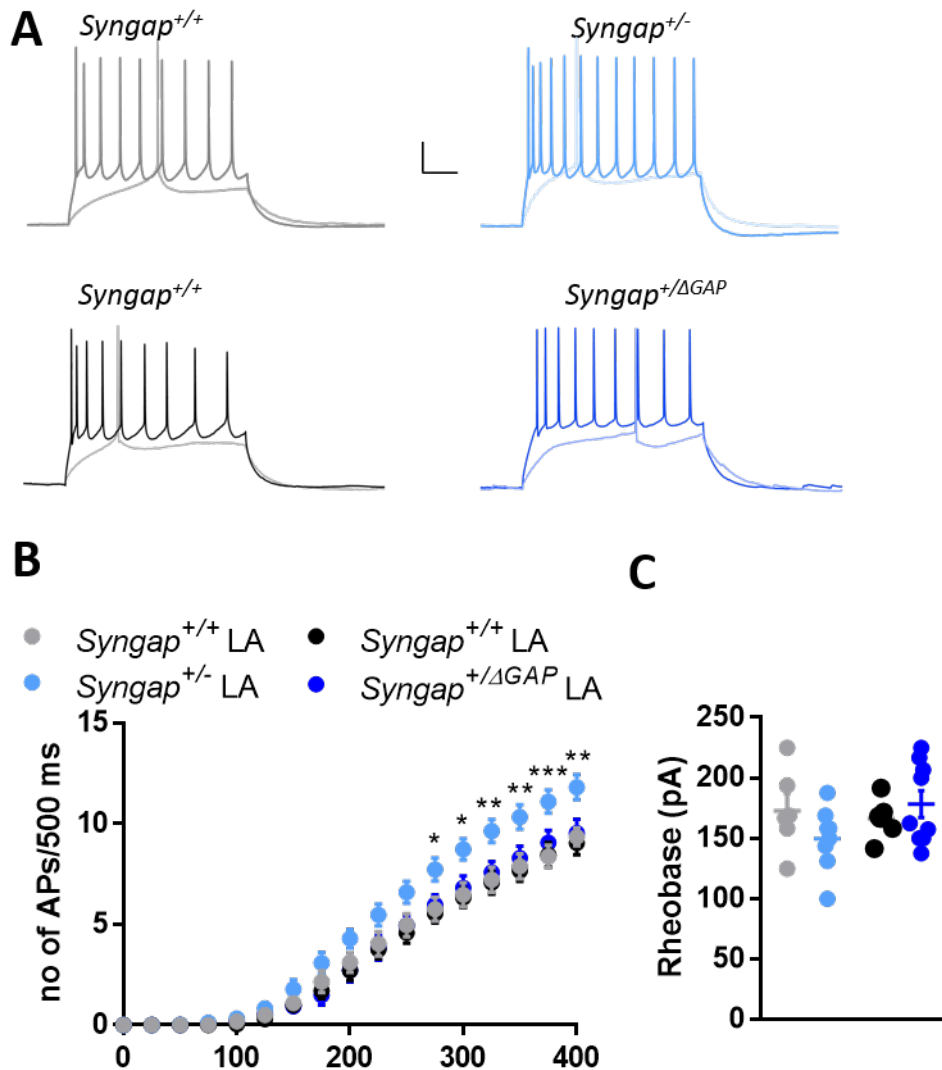 A
Syngap+/+
Syngap+/-
Syngap+/+
Syngap+/ΔGAP
B
Syngap+/+ LA
Syngap+/+ LA
Syngap+/- LA
Syngap+/ΔGAP LA
no of APs/500 ms
15
10
5
0
* * ** ** *** **
0 100 200 300 400
C
Rheobase (pA)
250
200
150
100
50
0